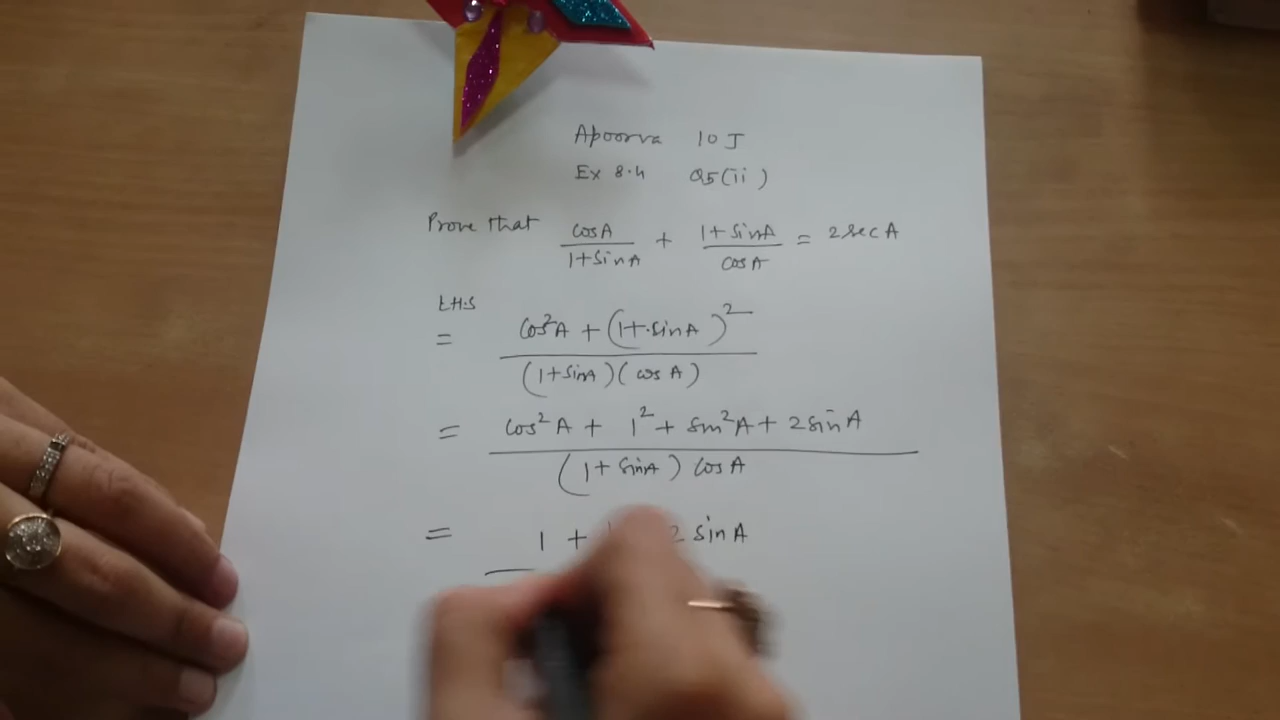 Apoorva 10 J
Ex 8.4 Q5(ii)
Prove that cosA/1+sinA + 1+sinA/cosA = 2secA
LHS
= cos²A + (1+sinA)²/(1+sinA)(cosA)
= cos²A + 1² + sin²A + 2sinA/(1+sinA) cosA
= 1 + 2 sinA